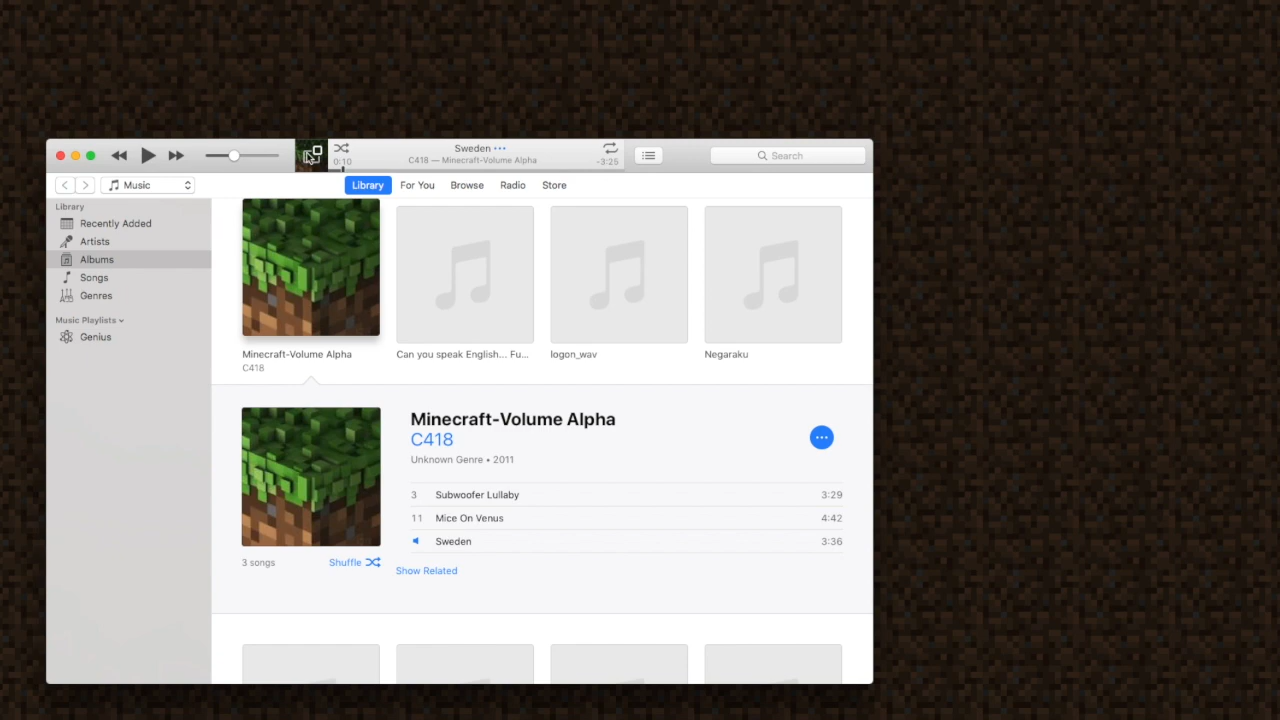 Sweden •••
0:10
C418 — Minecraft-Volume Alpha
-3:25
Search
Music
Library
For You
Browse
Radio
Store
Library
Recently Added
Artists
Albums
Songs
Genres
Music Playlists
Genius
Minecraft-Volume Alpha
C418
Can you speak English... Fu...
logon_wav
Negaraku
Minecraft-Volume Alpha
C418
Unknown Genre • 2011
3 Subwoofer Lullaby 3:29
11 Mice On Venus 4:42
Sweden 3:36
3 songs
Shuffle
Show Related